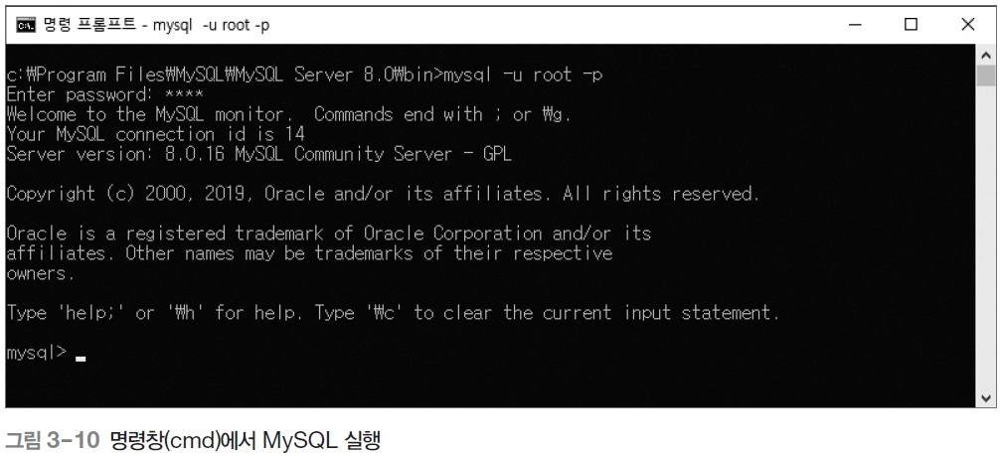 명령 프롬프트 - mysql -u root -p
c:₩Program Files₩MySQL₩MySQL Server 8.0₩bin>mysql -u root -p
Enter password: ****
Welcome to the MySQL monitor.  Commands end with ; or ₩g.
Your MySQL connection id is 14
Server version: 8.0.16 MySQL Community Server - GPL
Copyright (c) 2000, 2019, Oracle and/or its affiliates. All rights reserved.
Oracle is a registered trademark of Oracle Corporation and/or its
affiliates. Other names may be trademarks of their respective
owners.
Type 'help;' or '₩h' for help. Type '₩c' to clear the current input statement.
mysql>
그림 3-10 명령창(cmd)에서 MySQL 실행